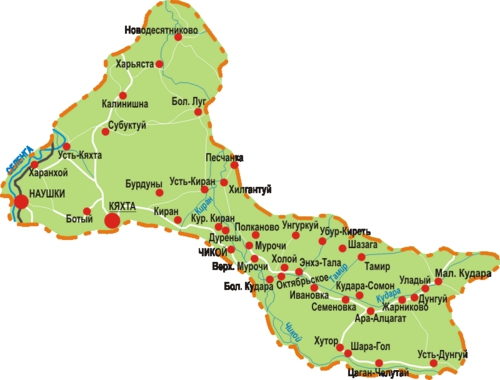 Новодесятниково
Харьяста
Калинишна
Бол. Луг
Субуктуй
СЕЛЕНГА
Усть-Кяхта
Песчанка
Харанхой
Бурдуны
Усть-Киран
Хилгантуй
НАУШКИ
КЯХТА
Киран
Ботый
Киран
Кур. Киран
Полканово
Унгуркуй
Убур-Киреть
Дурены
Мурочи
Шазага
ЧИКОЙ
Верх. Мурочи
Холой
Энхэ-Тала
Тамир
Тамир
Мал. Кудара
Бол. Кудара
Октябрьское
Кудара-Сомон
Кудара
Уладый
Ивановка
Семеновка
Жарниково
Дунгуй
Ара-Алцагат
Чикой
Хутор
Шара-Гол
Усть-Дунгуй
Цаган-Челутай